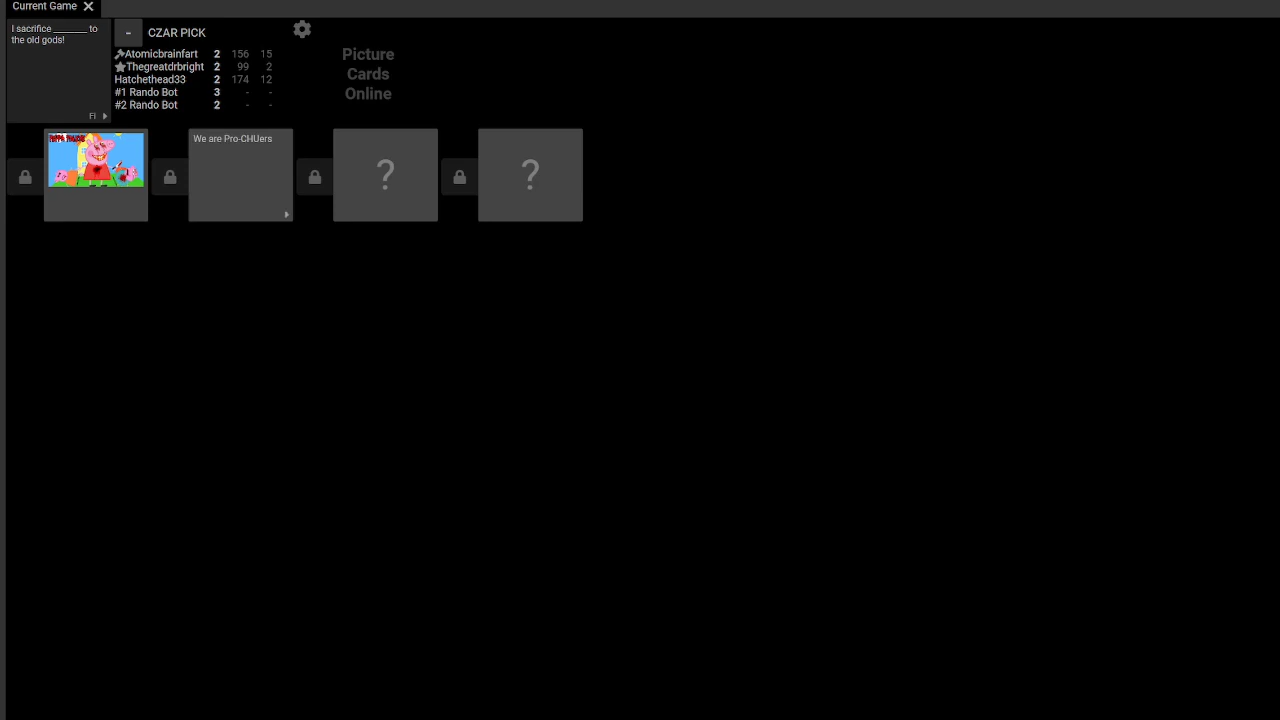 Current Game
I sacrifice _______ to
the old gods!
FI
- CZAR PICK
Atomicbrainfart 2 156 15
Thegreatdrbright 2 99 2
Hatchethead33 2 174 12
#1 Rando Bot 3 - -
#2 Rando Bot 2 - -
Picture
Cards
Online
We are Pro-CHUers
?
?